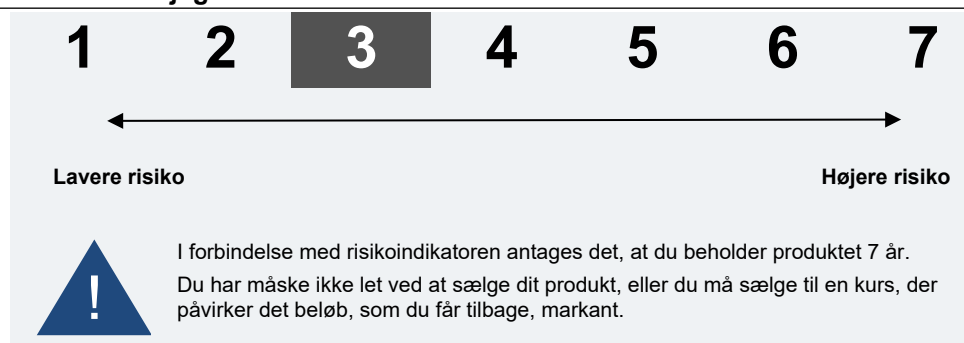 1 2 3 4 5 6 7
Lavere risiko Højere risiko
! I forbindelse med risikoindikatoren antages det, at du beholder produktet 7 år.
Du har måske ikke let ved at sælge dit produkt, eller du må sælge til en kurs, der
påvirker det beløb, som du får tilbage, markant.